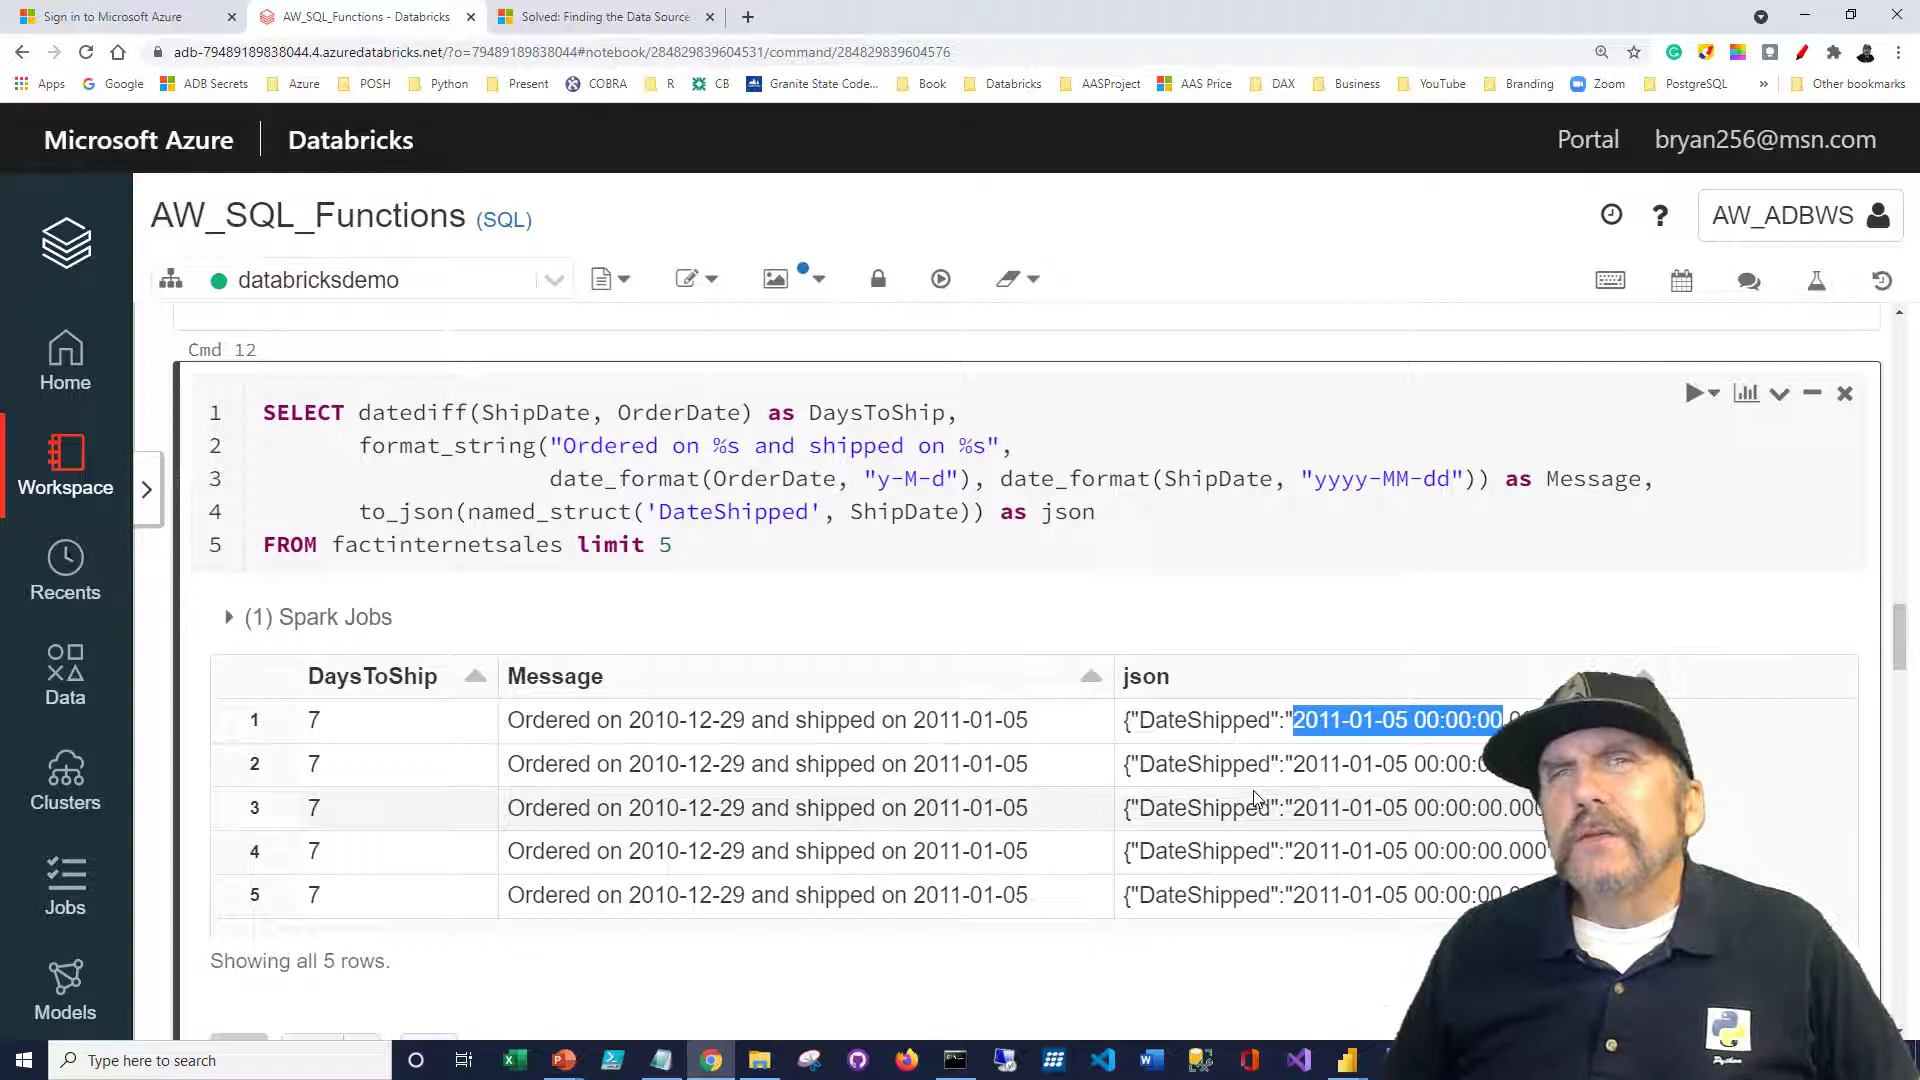 Sign in to Microsoft Azure
AW_SQL_Functions - Databricks
Solved: Finding the Data Source
adb-79489189838044.4.azuredatabricks.net/?o=79489189838044#notebook/284829839604531/command/284829839604576
Apps
Google
ADB Secrets
Azure
POSH
Python
Present
COBRA
R
CB
Granite State Code...
Book
Databricks
AASProject
AAS Price
DAX
Business
YouTube
Branding
Zoom
PostgreSQL
»
Other bookmarks
Microsoft Azure
Databricks
Portal
bryan256@msn.com
AW_SQL_Functions (SQL)
?
AW_ADBWS
databricksdemo
Home
Workspace
Recents
Data
Clusters
Jobs
Models
Cmd 12
1 SELECT datediff(ShipDate, OrderDate) as DaysToShip,
2 format_string("Ordered on %s and shipped on %s",
3 date_format(OrderDate, "y-M-d"), date_format(ShipDate, "yyyy-MM-dd")) as Message,
4 to_json(named_struct('DateShipped', ShipDate)) as json
5 FROM factinternetsales limit 5
(1) Spark Jobs
DaysToShip Message json
1 7 Ordered on 2010-12-29 and shipped on 2011-01-05 {"DateShipped":"2011-01-05 00:00:00
2 7 Ordered on 2010-12-29 and shipped on 2011-01-05 {"DateShipped":"2011-01-05 00:00:
3 7 Ordered on 2010-12-29 and shipped on 2011-01-05 {"DateShipped":"2011-01-05 00:00:00.00
4 7 Ordered on 2010-12-29 and shipped on 2011-01-05 {"DateShipped":"2011-01-05 00:00:00.000
5 7 Ordered on 2010-12-29 and shipped on 2011-01-05 {"DateShipped":"2011-01-05 00:00:00
Showing all 5 rows.
Python
Type here to search